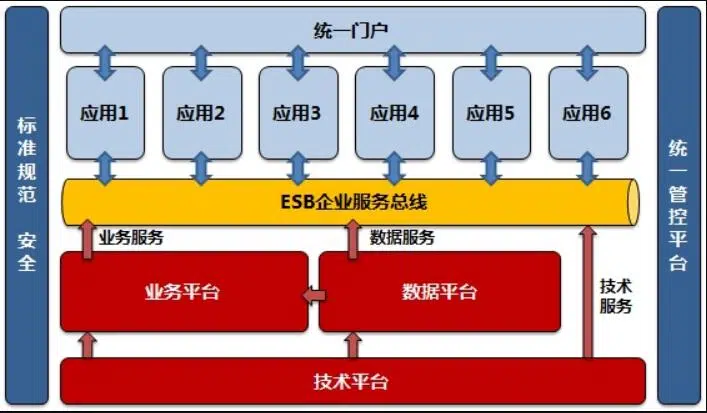 统一门户
应用1
应用2
应用3
应用4
应用5
应用6
标准规范 安全
统一管控平台
ESB企业服务总线
业务服务
数据服务
技术
服务
业务平台
数据平台
技术平台